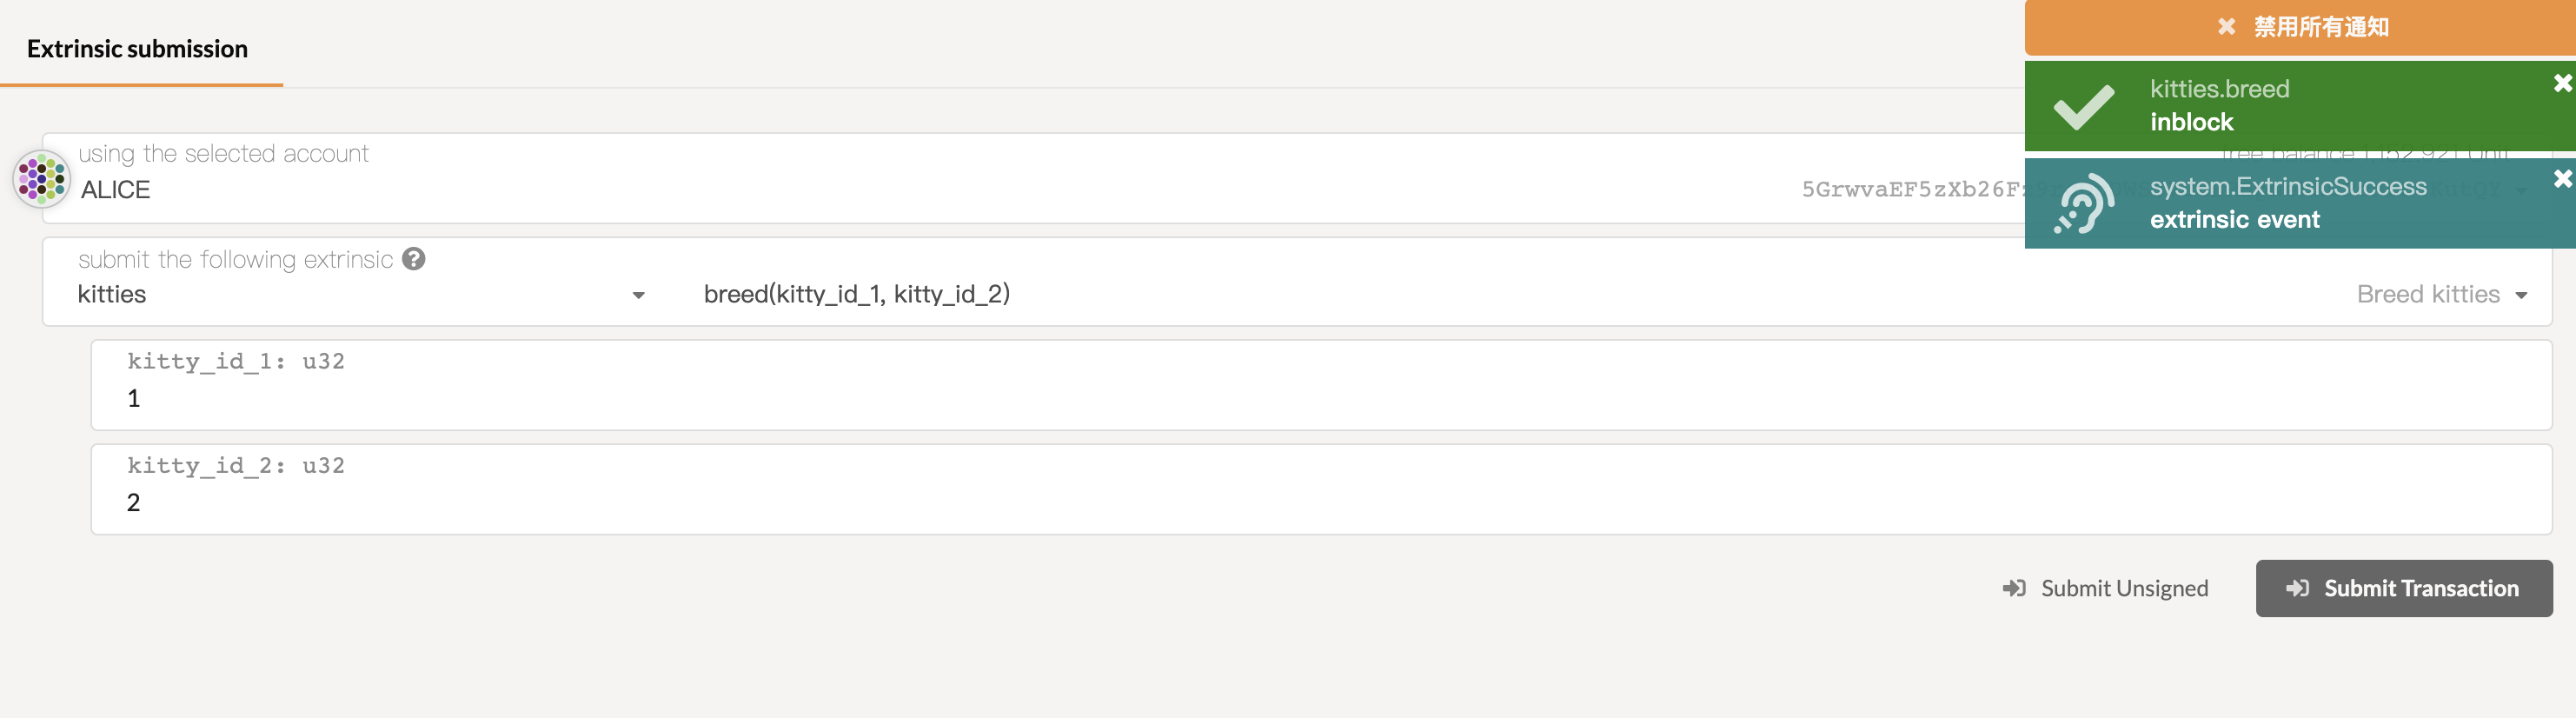 Extrinsic submission
禁用所有通知
kitties.breed
inblock
system.ExtrinsicSuccess
extrinsic event
using the selected account
free balance
ALICE
5GrwvaEF5zXb26F
submit the following extrinsic
kitties
breed(kitty_id_1, kitty_id_2)
Breed kitties
kitty_id_1: u32
1
kitty_id_2: u32
2
Submit Unsigned
Submit Transaction